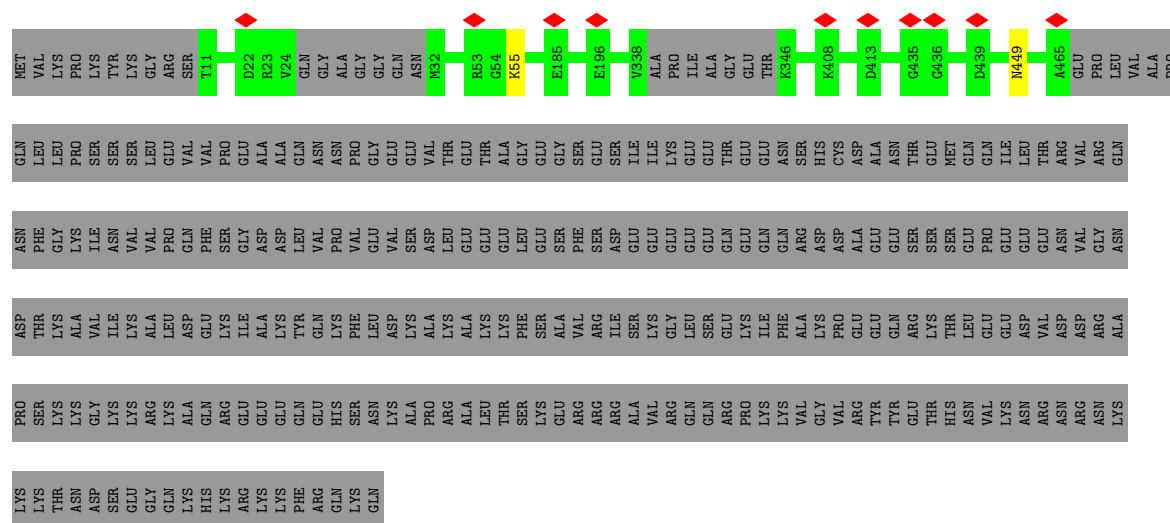 MET VAL LYS PRO LYS TYR LYS GLY ARG SER T11 D22 R23 V24 GLN GLY ALA GLY GLY GLN ASN M32 R53 G54 K55 E185 E196 V338 ALA PRO ILE ALA GLY GLU THR K346 K408 D413 G435 G436 D439 N449 A465 GLU PRO LEU VAL ALA PRO
GLN LEU LEU PRO SER SER SER LEU GLU VAL VAL PRO GLU ALA ALA GLN ASN ASN PRO GLY GLU GLU VAL THR GLU THR ALA GLY GLU GLY SER GLU SER ILE ILE LYS GLU GLU THR GLU GLU ASN SER HIS CYS ASP ALA ASN THR GLU MET GLN GLN ILE LEU THR ARG VAL ARG GLN
ASN PHE GLY LYS ILE ASN VAL VAL PRO GLN PHE SER GLY ASP ASP LEU VAL PRO VAL GLU VAL SER ASP LEU GLU GLU GLU LEU GLU SER PHE SER ASP GLU GLU GLU GLU GLU GLN GLU GLN GLN ARG ASP ASP ALA GLU GLU SER SER SER GLU PRO GLU GLU GLU ASN VAL GLY ASN
ASP THR LYS ALA VAL ILE LYS ALA LEU ASP GLU LYS ILE ALA LYS TYR GLN LYS PHE LEU ASP LYS ALA LYS ALA LYS LYS PHE SER ALA VAL ARG ILE SER LYS GLY LEU SER GLU LYS ILE PHE ALA LYS PRO GLU GLU GLN ARG LYS THR LEU GLU GLU ASP VAL ASP ASP ARG ALA
PRO SER LYS LYS GLY LYS LYS ARG LYS ALA GLN ARG GLU GLU GLU GLN GLU HIS SER ASN LYS ALA PRO ARG ALA LEU THR SER LYS GLU ARG ARG ARG ALA VAL ARG GLN GLN ARG PRO LYS LYS VAL GLY VAL ARG TYR TYR GLU THR HIS ASN VAL LYS ASN ARG ASN ARG ASN LYS
LYS LYS THR ASN ASP SER GLU GLY GLN LYS HIS LYS ARG LYS LYS PHE ARG GLN LYS GLN